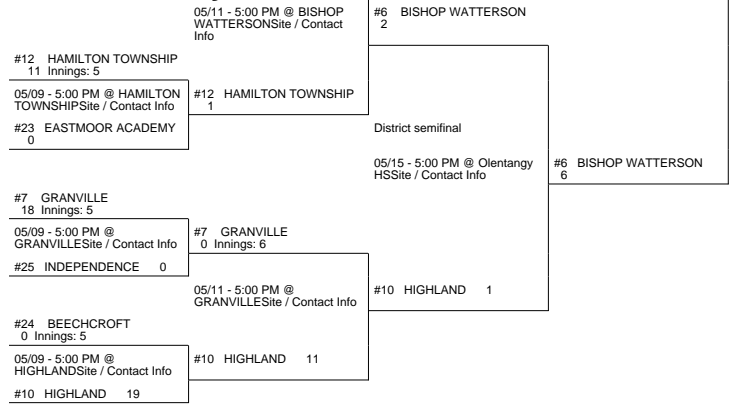 05/11 - 5:00 PM @ BISHOP
WATTERSONSite / Contact
Info
#6 BISHOP WATTERSON
2
#12 HAMILTON TOWNSHIP
11 Innings: 5
05/09 - 5:00 PM @ HAMILTON
TOWNSHIPSite / Contact Info
#12 HAMILTON TOWNSHIP
1
#23 EASTMOOR ACADEMY
0
District semifinal
05/15 - 5:00 PM @ Olentangy
HSSite / Contact Info
#6 BISHOP WATTERSON
6
#7 GRANVILLE
18 Innings: 5
05/09 - 5:00 PM @
GRANVILLESite / Contact Info
#7 GRANVILLE
0 Innings: 6
#25 INDEPENDENCE 0
05/11 - 5:00 PM @
GRANVILLESite / Contact Info
#10 HIGHLAND 1
#24 BEECHCROFT
0 Innings: 5
05/09 - 5:00 PM @
HIGHLANDSite / Contact Info
#10 HIGHLAND 11
#10 HIGHLAND 19